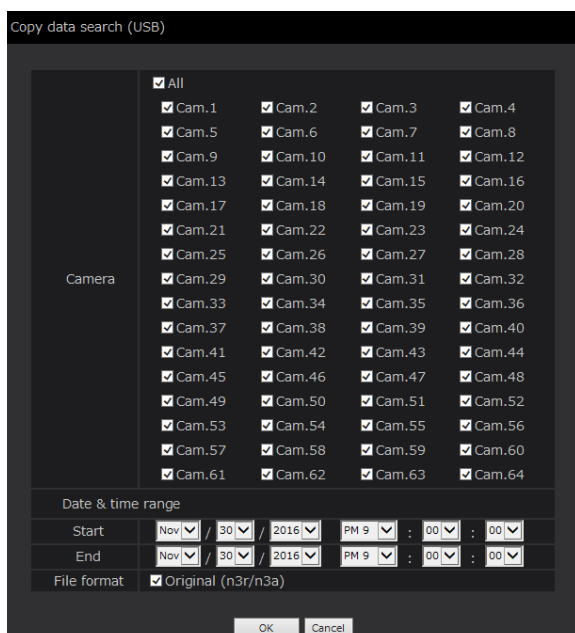 Copy data search (USB)
All
Cam.1 Cam.2 Cam.3 Cam.4
Cam.5 Cam.6 Cam.7 Cam.8
Cam.9 Cam.10 Cam.11 Cam.12
Cam.13 Cam.14 Cam.15 Cam.16
Cam.17 Cam.18 Cam.19 Cam.20
Cam.21 Cam.22 Cam.23 Cam.24
Cam.25 Cam.26 Cam.27 Cam.28
Camera Cam.29 Cam.30 Cam.31 Cam.32
Cam.33 Cam.34 Cam.35 Cam.36
Cam.37 Cam.38 Cam.39 Cam.40
Cam.41 Cam.42 Cam.43 Cam.44
Cam.45 Cam.46 Cam.47 Cam.48
Cam.49 Cam.50 Cam.51 Cam.52
Cam.53 Cam.54 Cam.55 Cam.56
Cam.57 Cam.58 Cam.59 Cam.60
Cam.61 Cam.62 Cam.63 Cam.64
Date & time range
Start Nov / 30 / 2016 PM 9 : 00 : 00
End Nov / 30 / 2016 PM 9 : 00 : 00
File format Original (n3r/n3a)
OK Cancel